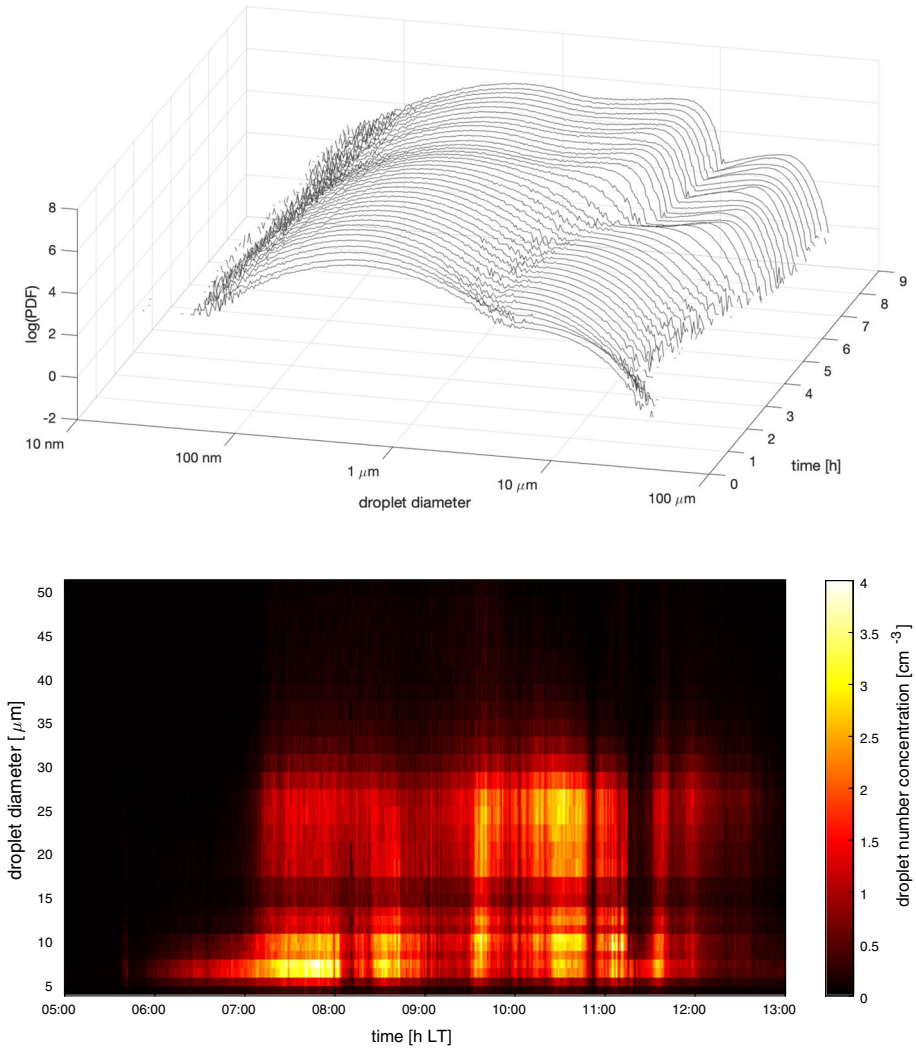 8
6
4
2
0
-2
log(PDF)
10 nm
100 nm
1 μm
10 μm
100 μm
droplet diameter
0
1
2
3
4
5
6
7
8
9
time [h]
50
45
40
35
30
25
20
15
10
5
droplet diameter [ μm]
05:00 06:00 07:00 08:00 09:00 10:00 11:00 12:00 13:00
time [h LT]
4
3.5
3
2.5
2
1.5
1
0.5
0
droplet number concentration [cm -3]